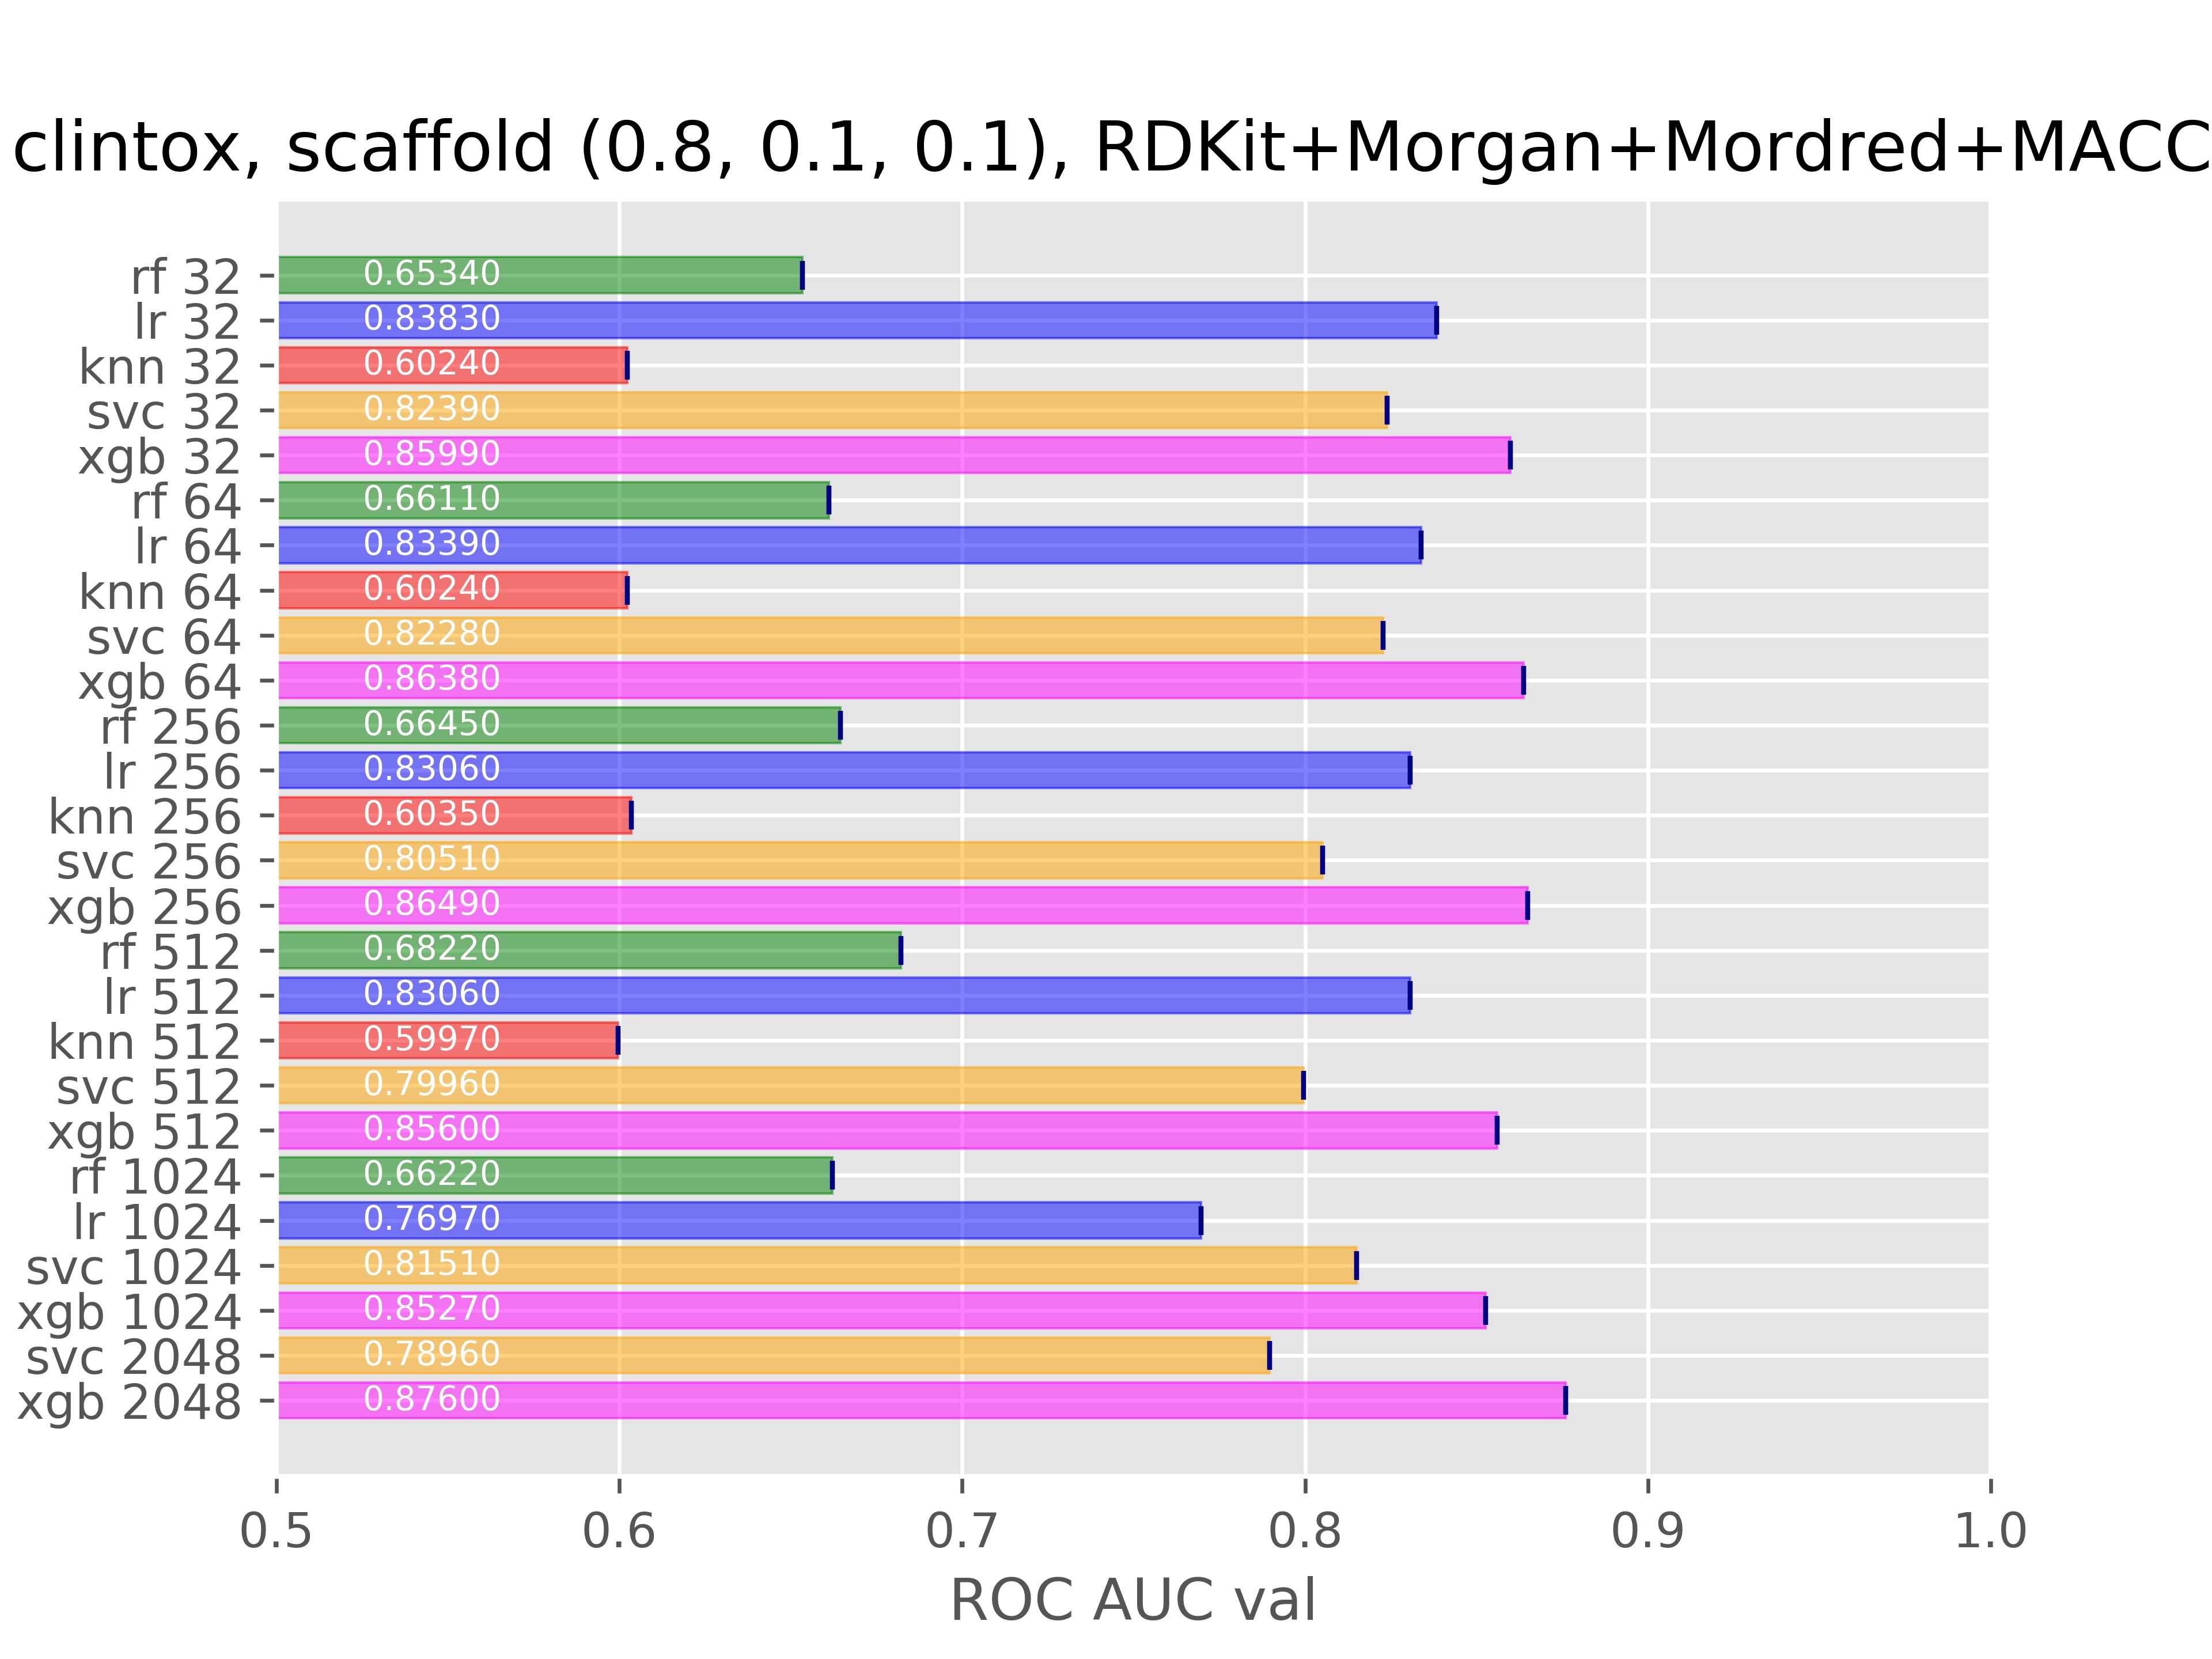 clintox, scaffold (0.8, 0.1, 0.1), RDKit+Morgan+Mordred+MACC
rf 32 0.65340
lr 32 0.83830
knn 32 0.60240
svc 32 0.82390
xgb 32 0.85990
rf 64 0.66110
lr 64 0.83390
knn 64 0.60240
svc 64 0.82280
xgb 64 0.86380
rf 256 0.66450
lr 256 0.83060
knn 256 0.60350
svc 256 0.80510
xgb 256 0.86490
rf 512 0.68220
lr 512 0.83060
knn 512 0.59970
svc 512 0.79960
xgb 512 0.85600
rf 1024 0.66220
lr 1024 0.76970
svc 1024 0.81510
xgb 1024 0.85270
svc 2048 0.78960
xgb 2048 0.87600
0.5 0.6 0.7 0.8 0.9 1.0
ROC AUC val